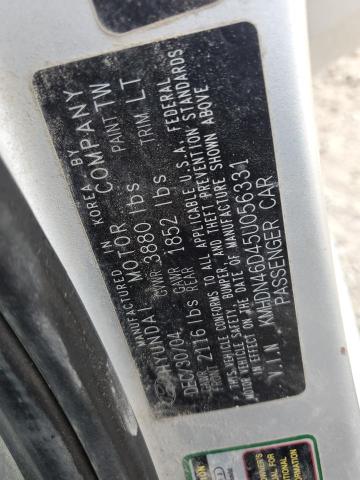 MANUFACTURED IN KOREA BY
HYUNDAI MOTOR COMPANY
DEC/30/04 GVWR 3880 lbs PAINT TW
GAWR FRONT 2116 lbs GAWR REAR 1852 lbs TRIM LT
THIS VEHICLE CONFORMS TO ALL APPLICABLE U.S.A. FEDERAL
MOTOR VEHICLE SAFETY, BUMPER, AND THEFT PREVENTION STANDARDS
IN EFFECT ON THE DATE OF MANUFACTURE SHOWN ABOVE
V.I.N KMHDN46D45U056331
PASSENGER CAR